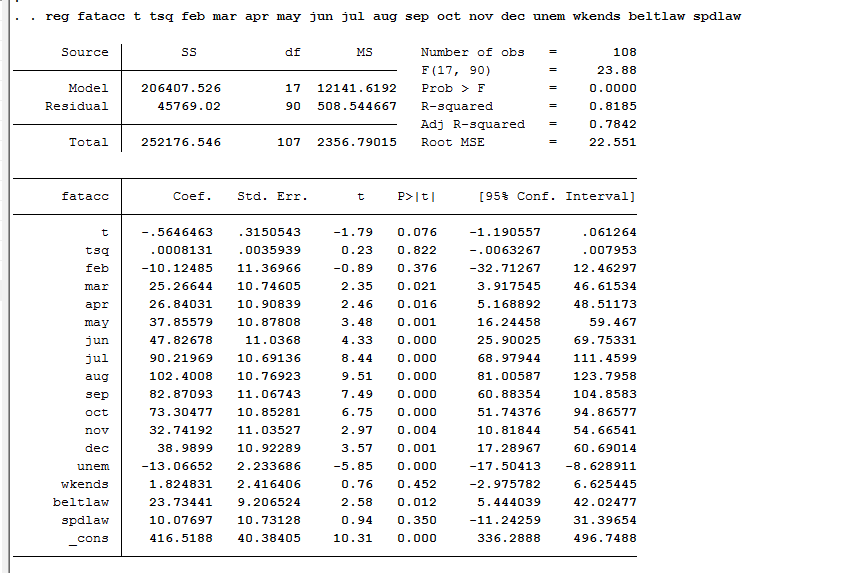 . . reg fatacc t tsq feb mar apr may jun jul aug sep oct nov dec unem wkends beltlaw spdlaw
Source SS df MS Number of obs = 108
F(17, 90) = 23.88
Model 206407.526 17 12141.6192 Prob > F = 0.0000
Residual 45769.02 90 508.544667 R-squared = 0.8185
Adj R-squared = 0.7842
Total 252176.546 107 2356.79015 Root MSE = 22.551
fatacc Coef. Std. Err. t P>|t| [95% Conf. Interval]
t -.5646463 .3150543 -1.79 0.076 -1.190557 .061264
tsq .0008131 .0035939 0.23 0.822 -.0063267 .007953
feb -10.12485 11.36966 -0.89 0.376 -32.71267 12.46297
mar 25.26644 10.74605 2.35 0.021 3.917545 46.61534
apr 26.84031 10.90839 2.46 0.016 5.168892 48.51173
may 37.85579 10.87808 3.48 0.001 16.24458 59.467
jun 47.82678 11.0368 4.33 0.000 25.90025 69.75331
jul 90.21969 10.69136 8.44 0.000 68.97944 111.4599
aug 102.4008 10.76923 9.51 0.000 81.00587 123.7958
sep 82.87093 11.06743 7.49 0.000 60.88354 104.8583
oct 73.30477 10.85281 6.75 0.000 51.74376 94.86577
nov 32.74192 11.03527 2.97 0.004 10.81844 54.66541
dec 38.9899 10.92289 3.57 0.001 17.28967 60.69014
unem -13.06652 2.233686 -5.85 0.000 -17.50413 -8.628911
wkends 1.824831 2.416406 0.76 0.452 -2.975782 6.625445
beltlaw 23.73441 9.206524 2.58 0.012 5.444039 42.02477
spdlaw 10.07697 10.73128 0.94 0.350 -11.24259 31.39654
_cons 416.5188 40.38405 10.31 0.000 336.2888 496.7488